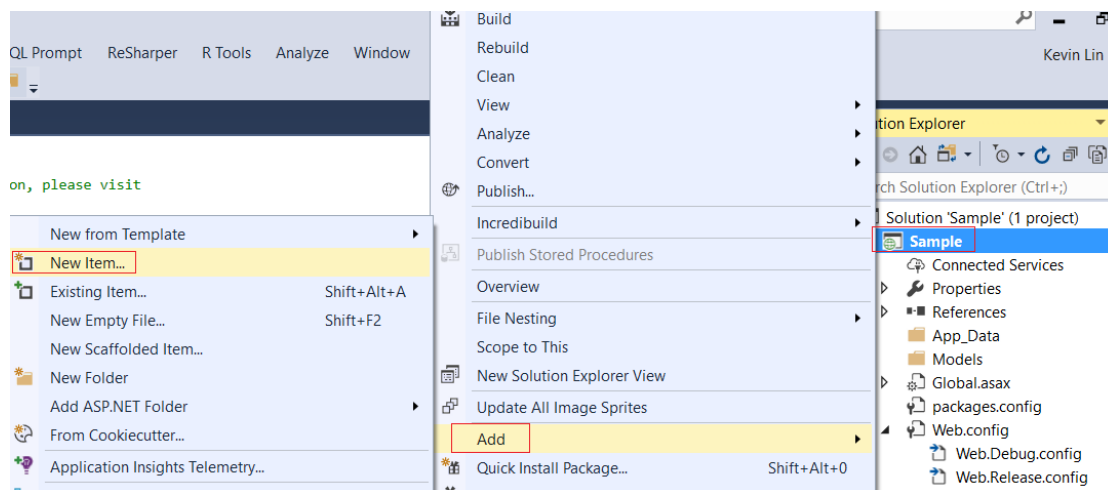 QL Prompt ReSharper R Tools Analyze Window
Kevin Lin
on, please visit
New from Template
New Item...
Existing Item... Shift+Alt+A
New Empty File... Shift+F2
New Scaffolded Item...
New Folder
Add ASP.NET Folder
From Cookiecutter...
Application Insights Telemetry...
Build
Rebuild
Clean
View
Analyze
Convert
Publish...
Incredibuild
Publish Stored Procedures
Overview
File Nesting
Scope to This
New Solution Explorer View
Update All Image Sprites
Add
Quick Install Package... Shift+Alt+0
ution Explorer
rch Solution Explorer (Ctrl+;)
Solution 'Sample' (1 project)
Sample
Connected Services
Properties
References
App_Data
Models
Global.asax
packages.config
Web.config
Web.Debug.config
Web.Release.config